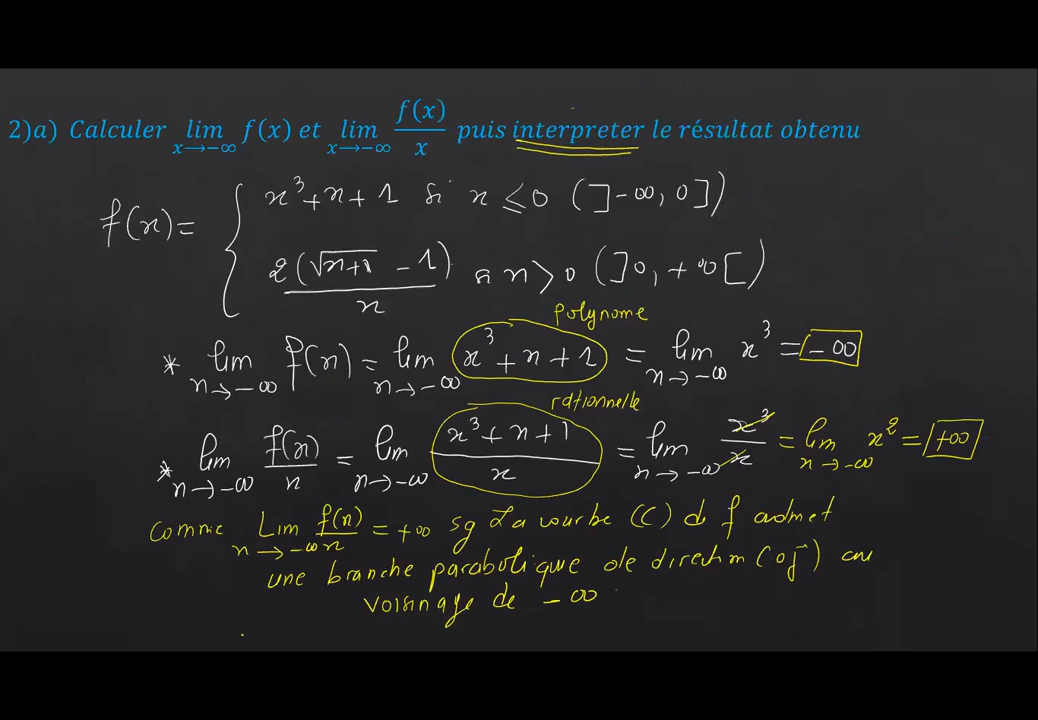 2)a) Calculer lim x→−∞ f(x) et lim x→−∞ f(x)/x puis interpreter le résultat obtenu
f(x) = { x³+x+1 si x ⩽ 0 (]-∞, 0])
2(√x+1 − 1)/x si x > 0 (]0, +∞[)
polynome
* lim x→−∞ f(x) = lim x→−∞ x³+x+1 = lim x→−∞ x³ = −∞
rationnelle
* lim x→−∞ f(x)/x = lim x→−∞ x³+x+1/x = lim x→−∞ x³/x = lim x→−∞ x² = +∞
Comme Lim x→−∞ f(x)/x = +∞ sg La courbe (C) d f admet
une branche parabolique de direction (oj) au
voisinage de −∞